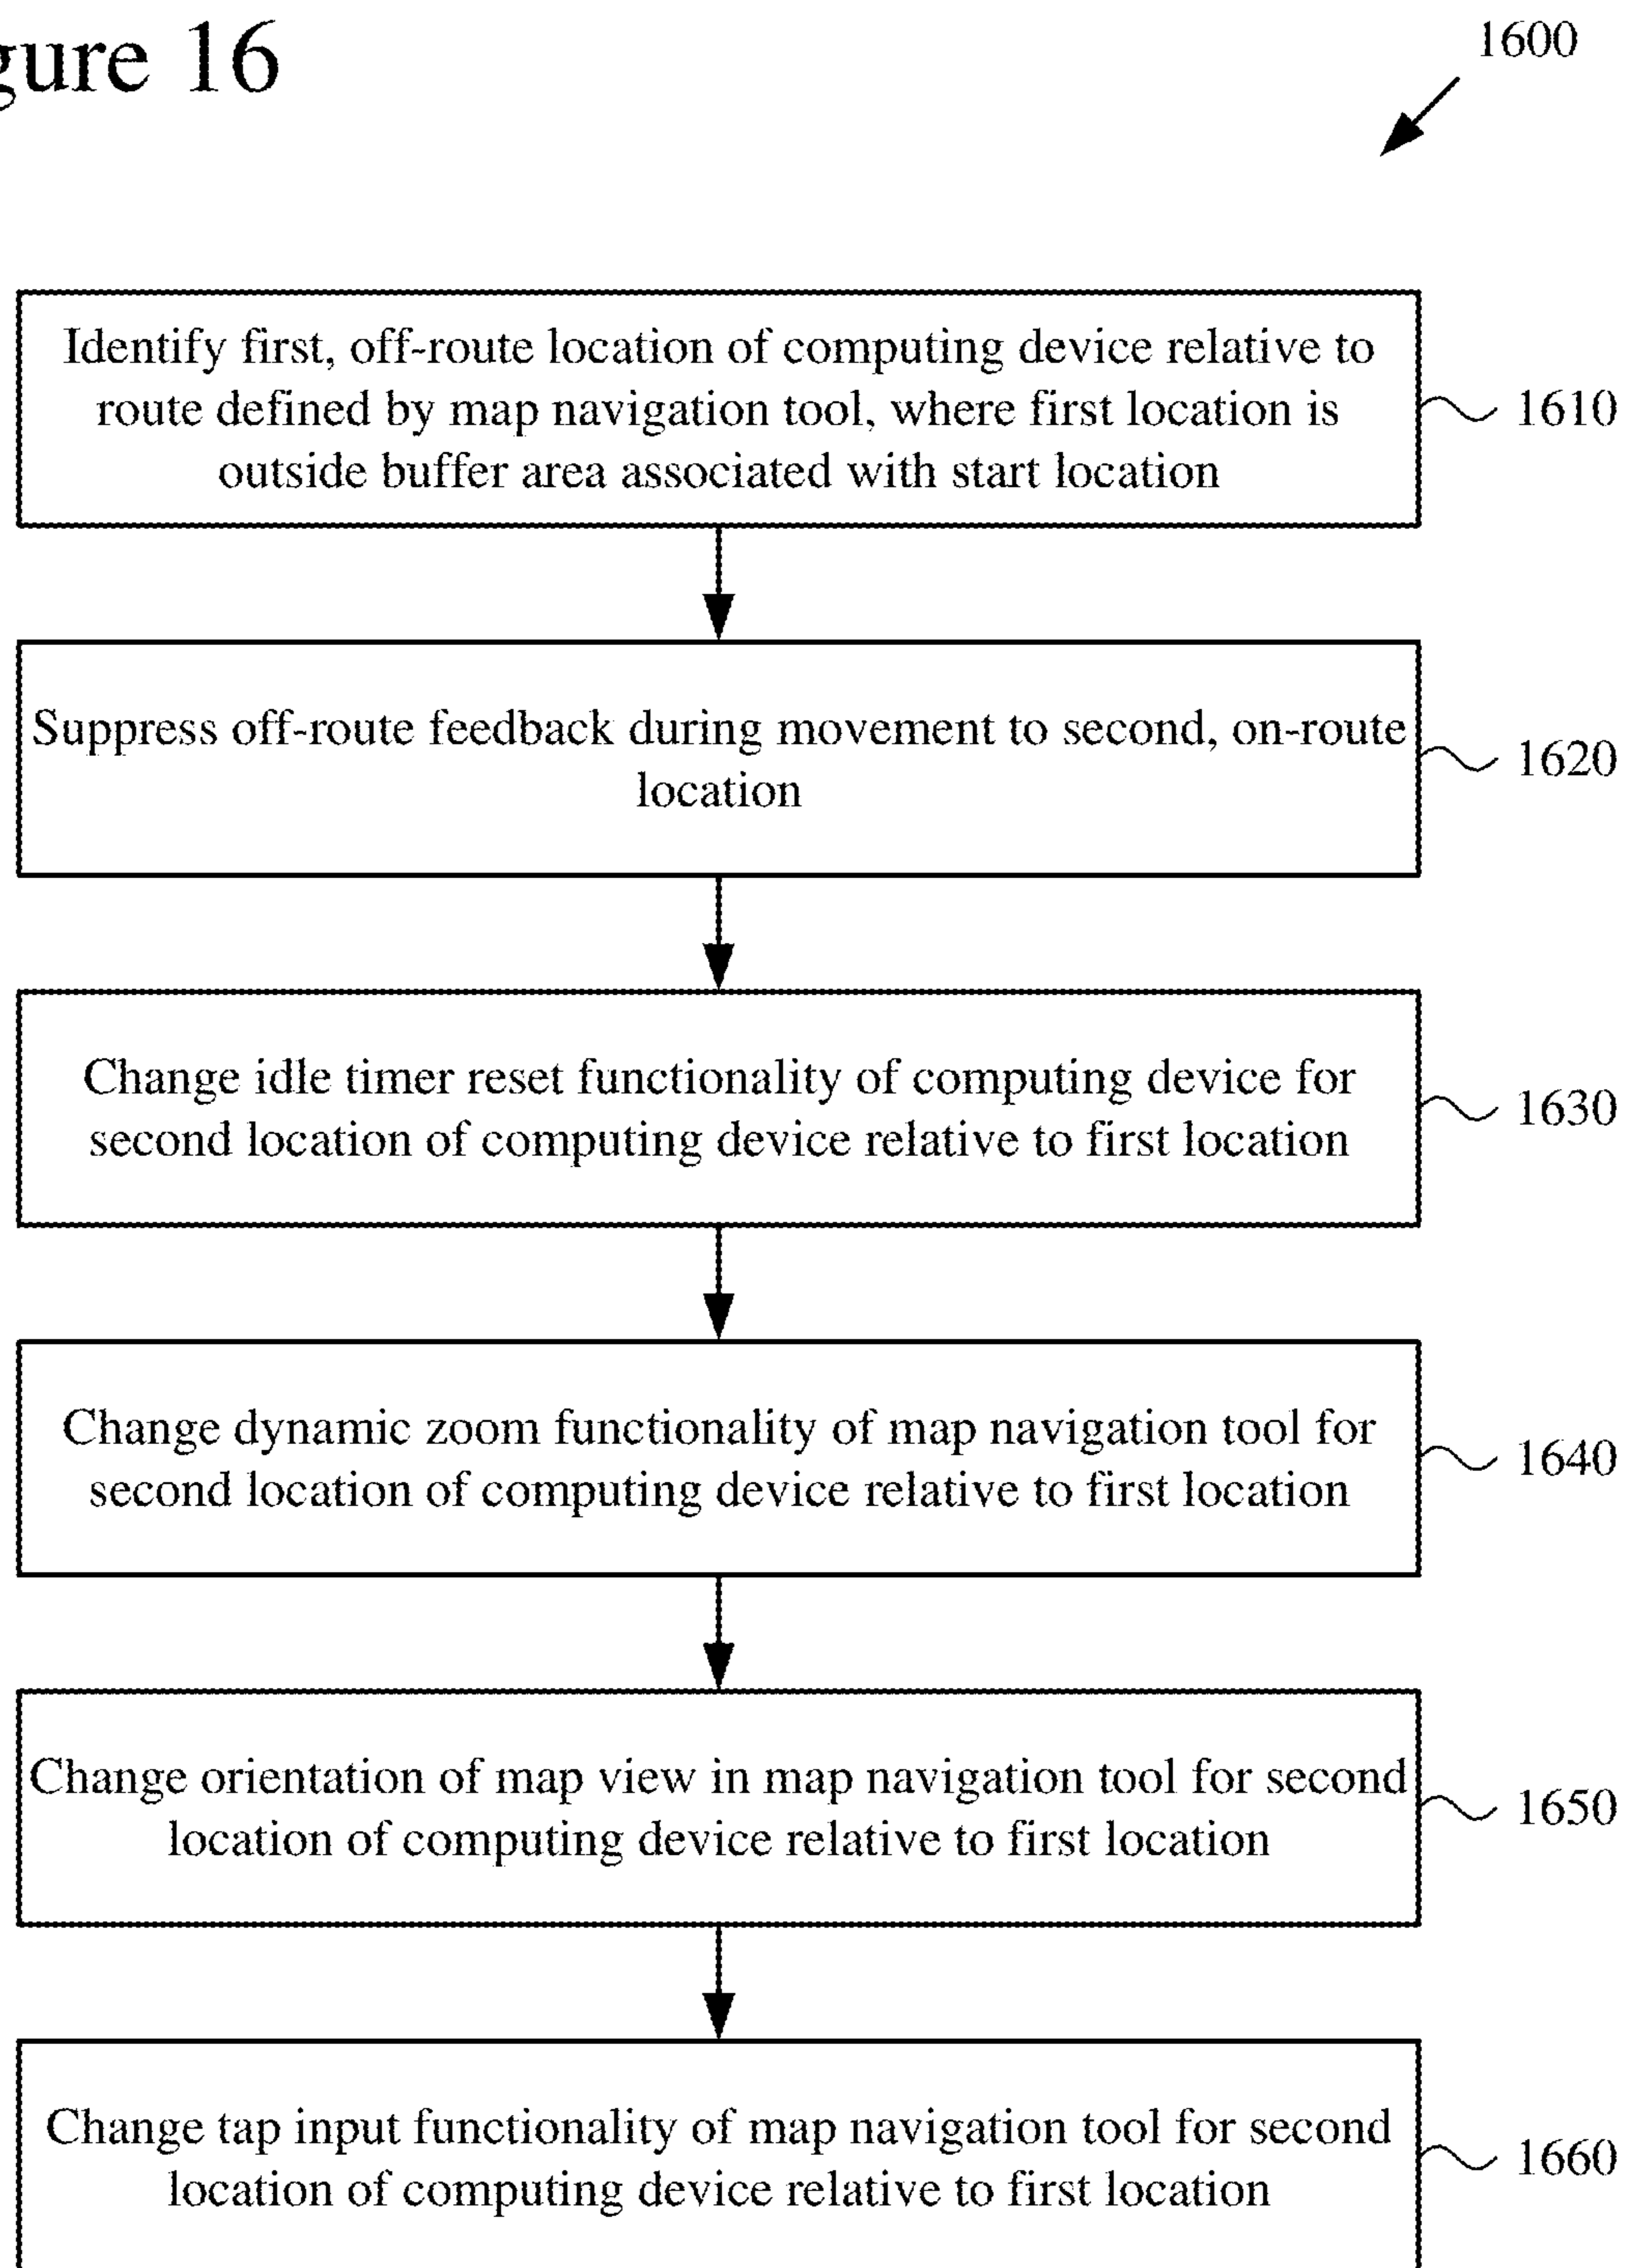 gure 16
1600
Identify first, off-route location of computing device relative to
route defined by map navigation tool, where first location is
outside buffer area associated with start location
1610
Suppress off-route feedback during movement to second, on-route
location
1620
Change idle timer reset functionality of computing device for
second location of computing device relative to first location
1630
Change dynamic zoom functionality of map navigation tool for
second location of computing device relative to first location
1640
Change orientation of map view in map navigation tool for second
location of computing device relative to first location
1650
Change tap input functionality of map navigation tool for second
location of computing device relative to first location
1660